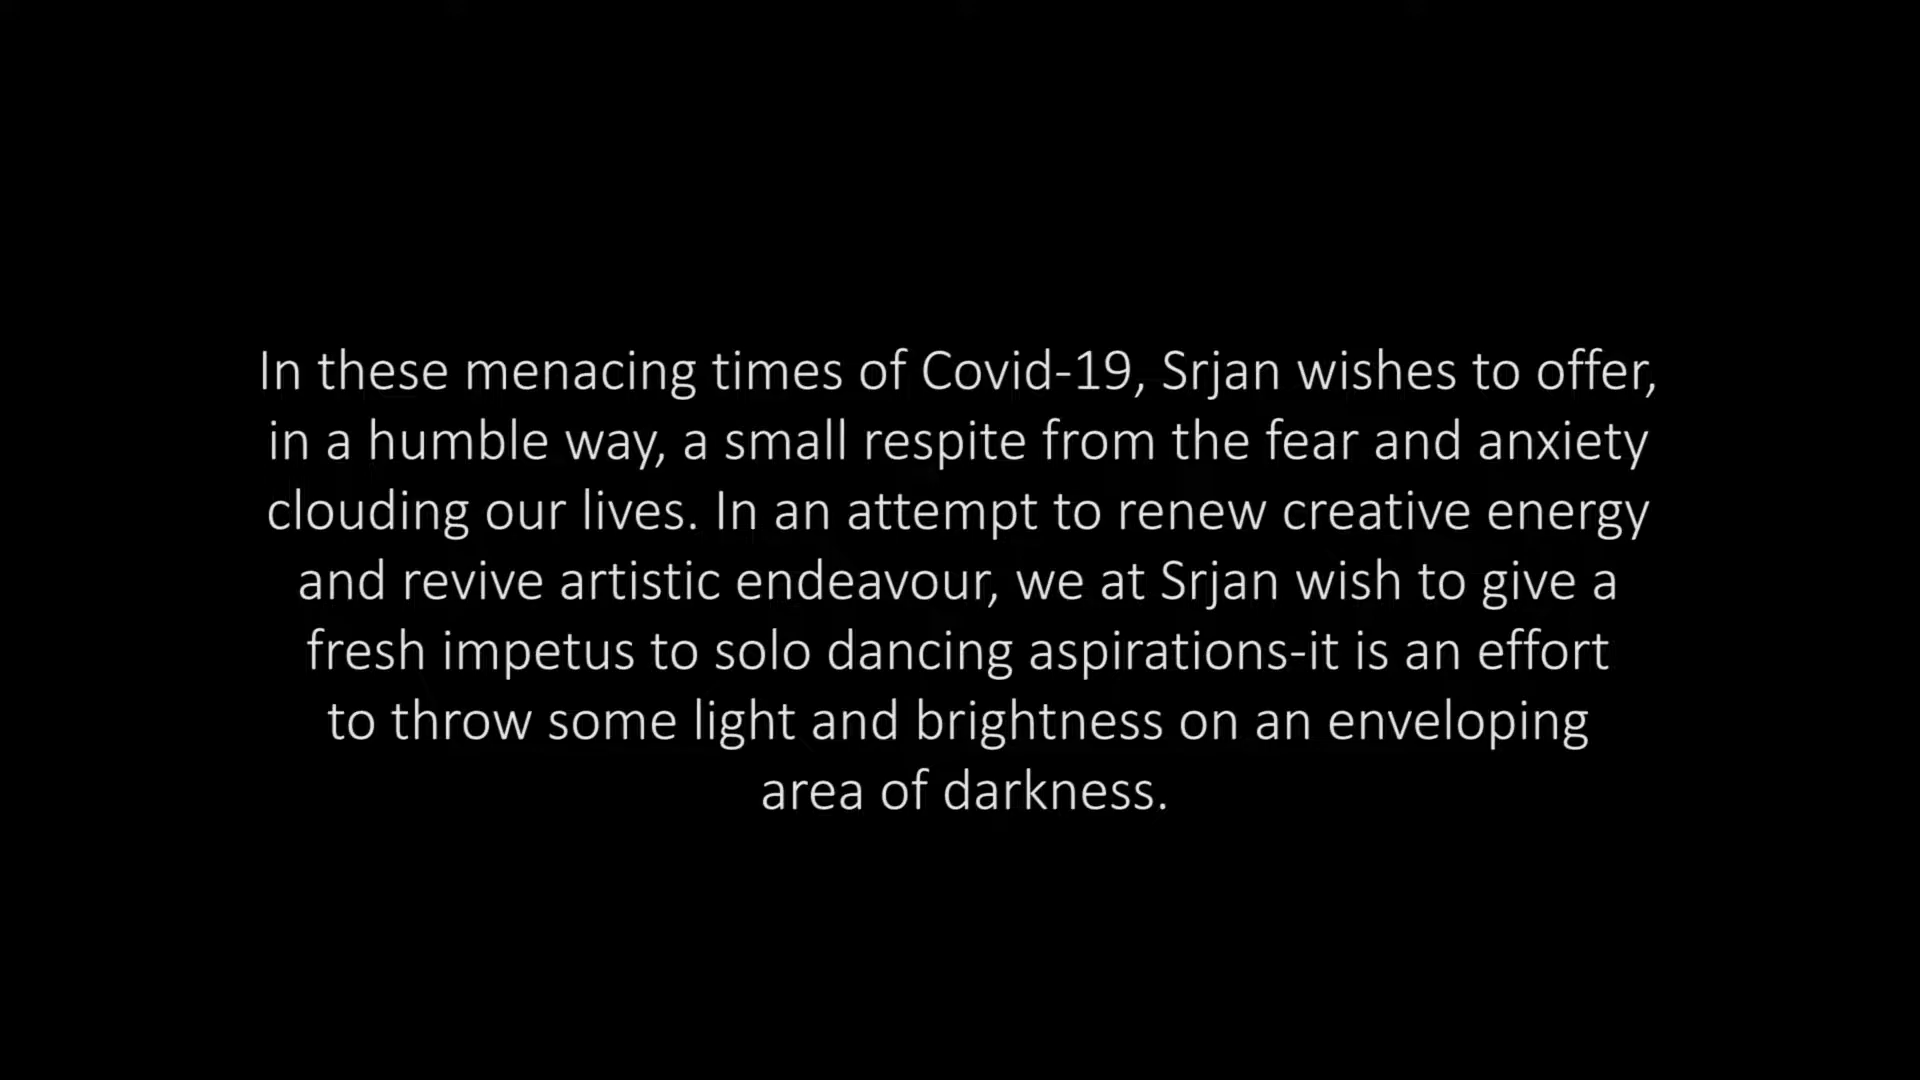 In these menacing times of Covid-19, Srjan wishes to offer,
in a humble way, a small respite from the fear and anxiety
clouding our lives. In an attempt to renew creative energy
and revive artistic endeavour, we at Srjan wish to give a
fresh impetus to solo dancing aspirations-it is an effort
to throw some light and brightness on an enveloping
area of darkness.